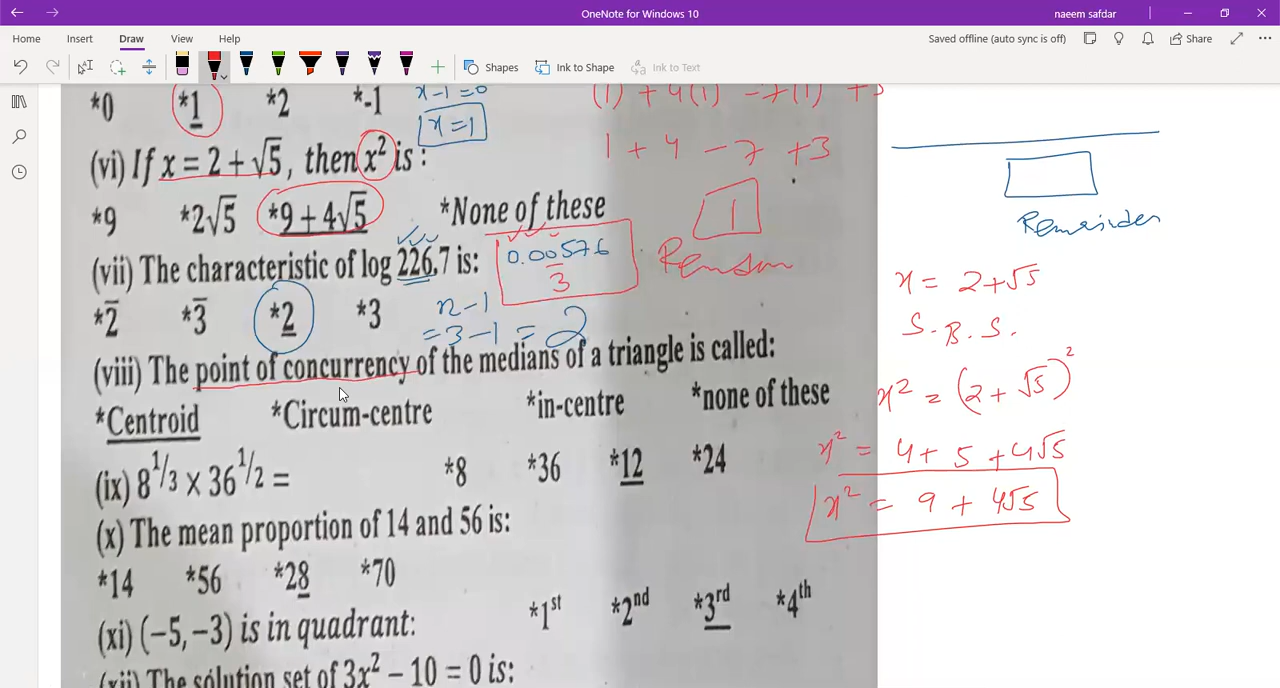 OneNote for Windows 10
naeem safdar
Home Insert Draw View Help
Saved offline (auto sync is off)
Share
Shapes
Ink to Shape
Ink to Text
*0 *1 *2 *-1
x-1=0
x=1
(1) + 4(1) - 7(1) + 3
1 + 4 - 7 + 3
(vi) If x = 2 + √5, then x² is :
*9 *2√5 *9 + 4√5 *None of these
1
Remainder
(vii) The characteristic of log 226.7 is:
0.00576
3
*2̅ *3̅ *2 *3
n-1
= 3-1 = 2
x = 2+√5
S.B.S.
x² = (2 + √5)²
x² = 4 + 5 + 4√5
x² = 9 + 4√5
(viii) The point of concurrency of the medians of a triangle is called:
*Centroid *Circum-centre *in-centre *none of these
(ix) 8^1/3 x 36^1/2 = *8 *36 *12 *24
(x) The mean proportion of 14 and 56 is:
*14 *56 *28 *70
(xi) (−5, −3) is in quadrant: *1st *2nd *3rd *4th
(xii) The solution set of 3x² − 10 = 0 is: